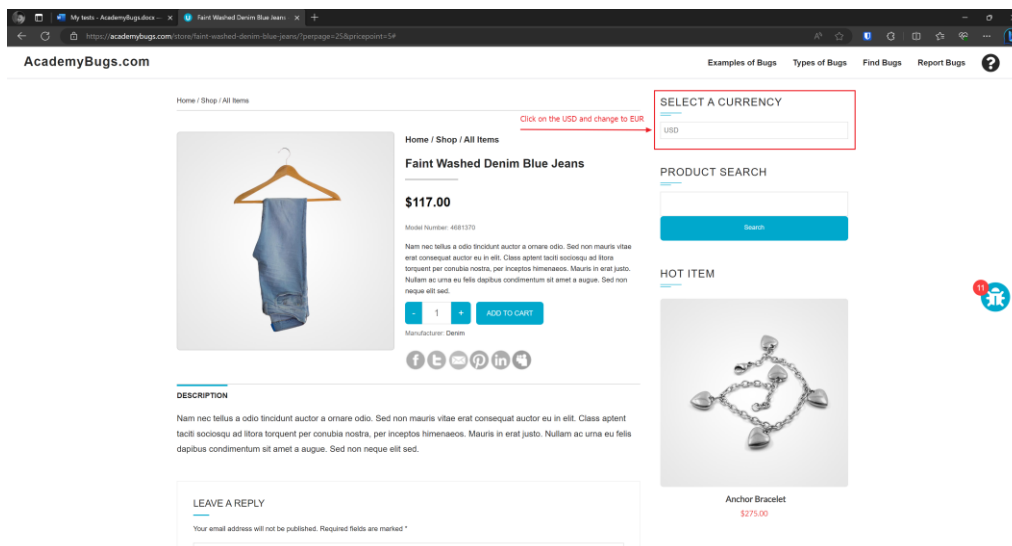 My tests - AcademyBugs.docx -
Faint Washed Denim Blue Jeans -
https://academybugs.com/store/faint-washed-denim-blue-jeans/?perpage=25&pricepoint=5#
AcademyBugs.com
Examples of Bugs
Types of Bugs
Find Bugs
Report Bugs
?
Home / Shop / All Items
Click on the USD and change to EUR
SELECT A CURRENCY
USD
Home / Shop / All Items
Faint Washed Denim Blue Jeans
$117.00
Model Number: 4681370
Nam nec tellus a odio tincidunt auctor a ornare odio. Sed non mauris vitae
erat consequat auctor eu in elit. Class aptent taciti sociosqu ad litora
torquent per conubia nostra, per inceptos himenaeos. Mauris in erat justo.
Nullam ac urna eu felis dapibus condimentum sit amet a augue. Sed non
neque elit sed.
- 1 +
ADD TO CART
Manufacturer: Denim
PRODUCT SEARCH
Search
HOT ITEM
11
Anchor Bracelet
$275.00
DESCRIPTION
Nam nec tellus a odio tincidunt auctor a ornare odio. Sed non mauris vitae erat consequat auctor eu in elit. Class aptent
taciti sociosqu ad litora torquent per conubia nostra, per inceptos himenaeos. Mauris in erat justo. Nullam ac urna eu felis
dapibus condimentum sit amet a augue. Sed non neque elit sed.
LEAVE A REPLY
Your email address will not be published. Required fields are marked *